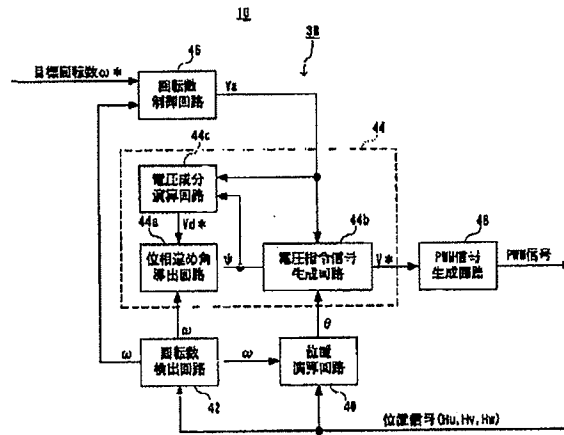 10
38
46
目標回転数ω*
回転数
制御回路
Va
44
44c
電圧成分
演算回路
44a
Vd*
44b
48
位相進め角
導出回路
ψ
電圧指令信号
生成回路
V*
PWM信号
生成回路
PWM信号
ω
θ
ω
回転数
検出回路
ω
位置
演算回路
42
40
位置信号(Hu,Hv,Hw)